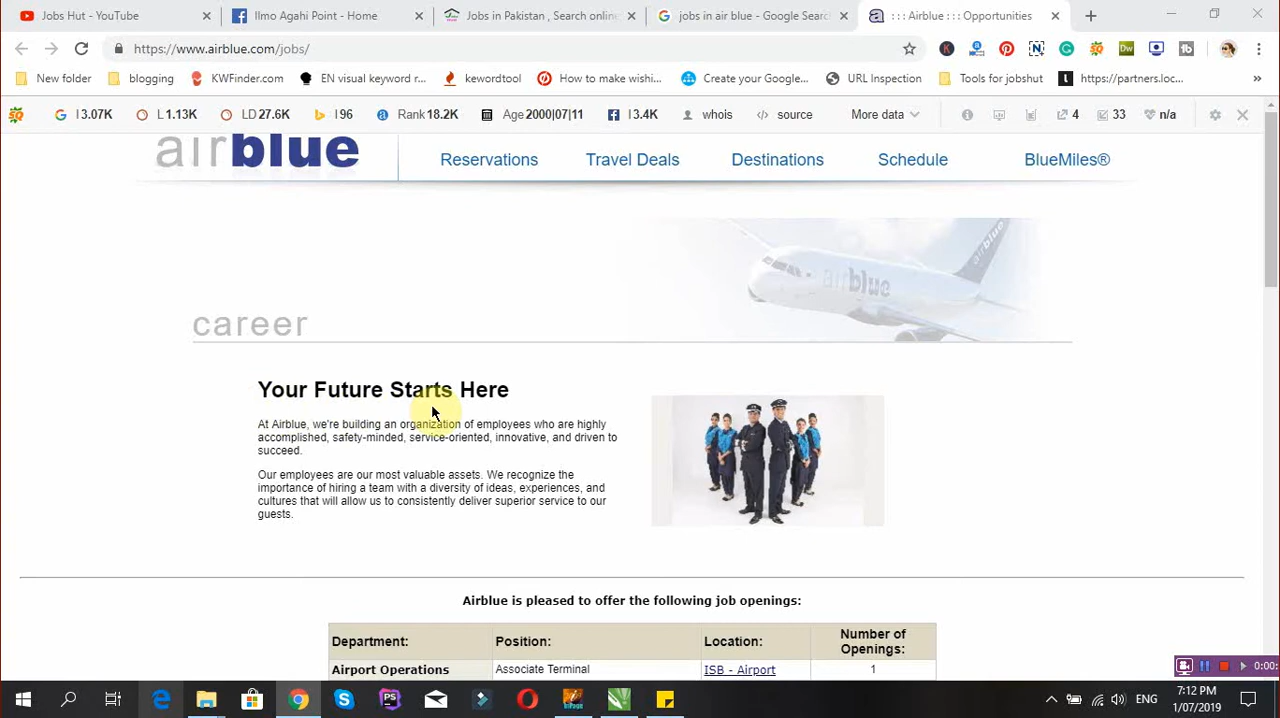 Jobs Hut - YouTube
Ilmo Agahi Point - Home
Jobs in Pakistan , Search online
jobs in air blue - Google Searc
: : : Airblue : : : Opportunities
https://www.airblue.com/jobs/
New folder
blogging
KWFinder.com
EN visual keyword r...
kewordtool
How to make wishi...
Create your Google...
URL Inspection
Tools for jobshut
https://partners.loc...
I 3.07K
L 1.13K
LD 27.6K
I 96
Rank 18.2K
Age 2000|07|11
I 3.4K
whois
source
More data
4
33
n/a
airblue
Reservations
Travel Deals
Destinations
Schedule
BlueMiles®
airblue
airblue
career
Your Future Starts Here
At Airblue, we're building an organization of employees who are highly
accomplished, safety-minded, service-oriented, innovative, and driven to
succeed.
Our employees are our most valuable assets. We recognize the
importance of hiring a team with a diversity of ideas, experiences, and
cultures that will allow us to consistently deliver superior service to our
guests.
Airblue is pleased to offer the following job openings:
Department:
Position:
Location:
Number of
Openings:
Airport Operations
Associate Terminal
ISB - Airport
1
0:00:
ENG
7:12 PM
1/07/2019